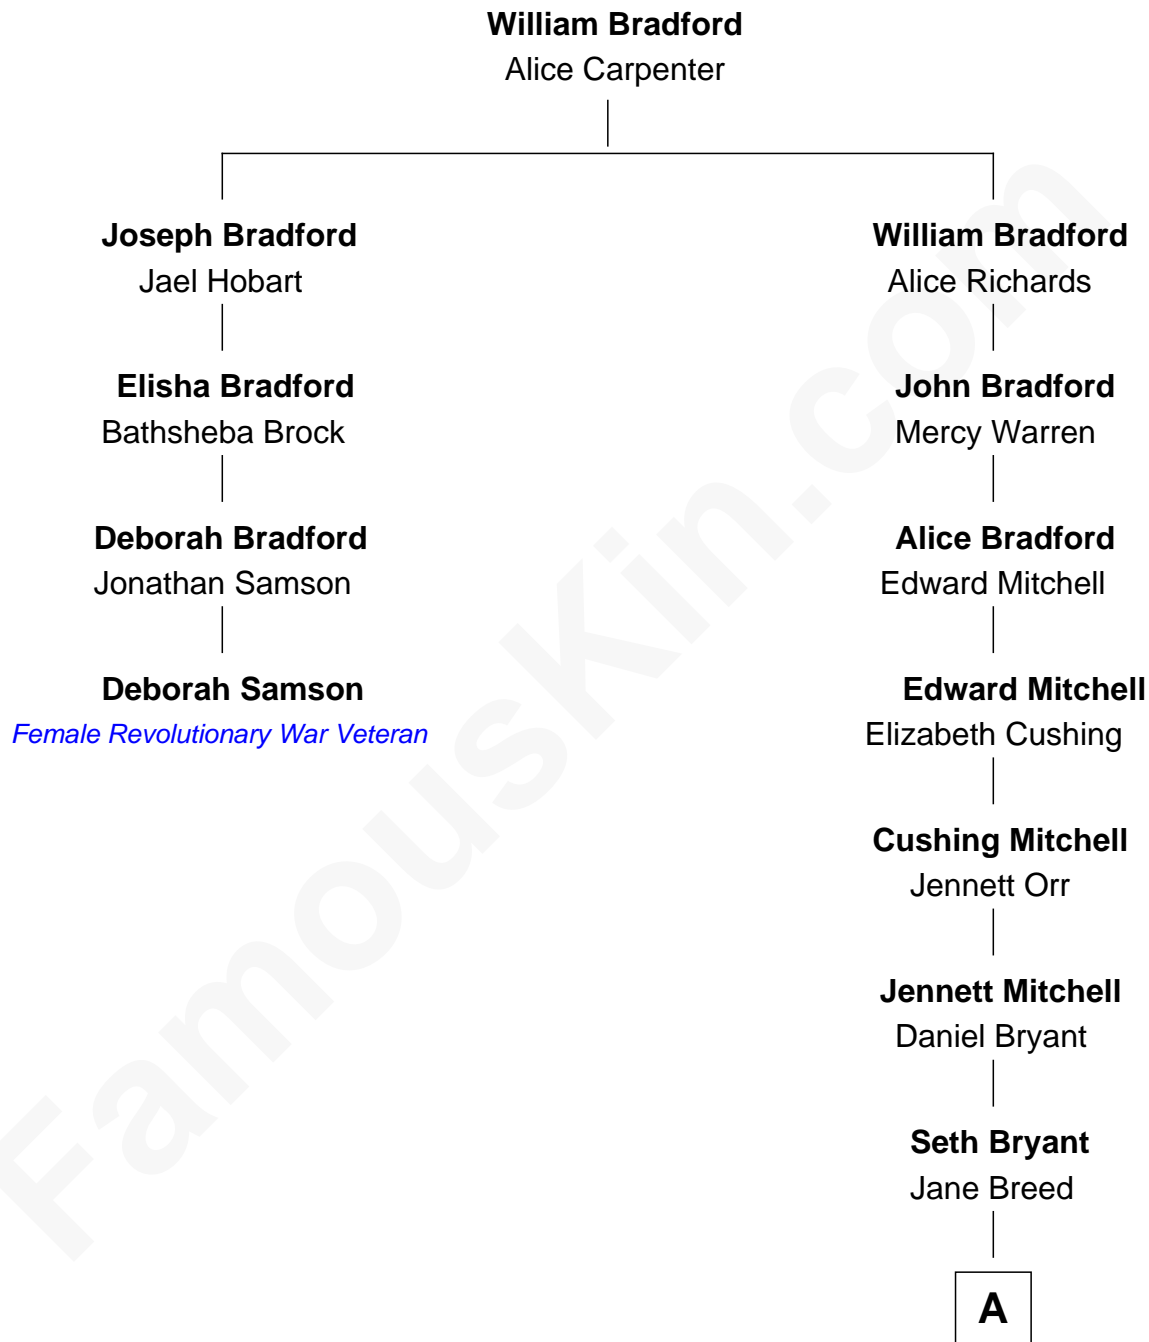 William Bradford
Alice Carpenter
Joseph Bradford
Jael Hobart
William Bradford
Alice Richards
Elisha Bradford
Bathsheba Brock
John Bradford
Mercy Warren
Deborah Bradford
Jonathan Samson
Alice Bradford
Edward Mitchell
Deborah Samson
Female Revolutionary War Veteran
Edward Mitchell
Elizabeth Cushing
Cushing Mitchell
Jennett Orr
Jennett Mitchell
Daniel Bryant
Seth Bryant
Jane Breed
A
FamousKin.com